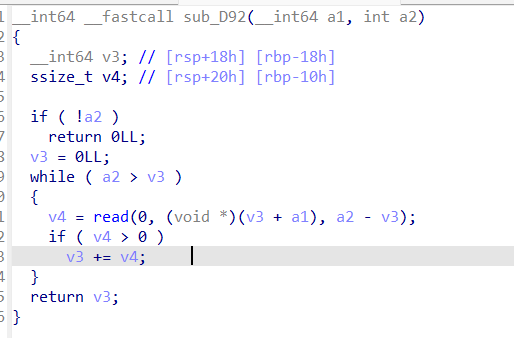 1 __int64 __fastcall sub_D92(__int64 a1, int a2)
2 {
3 __int64 v3; // [rsp+18h] [rbp-18h]
4 ssize_t v4; // [rsp+20h] [rbp-10h]
5
6 if ( !a2 )
7 return 0LL;
8 v3 = 0LL;
9 while ( a2 > v3 )
0 {
1 v4 = read(0, (void *)(v3 + a1), a2 - v3);
2 if ( v4 > 0 )
3 v3 += v4;
4 }
5 return v3;
6 }